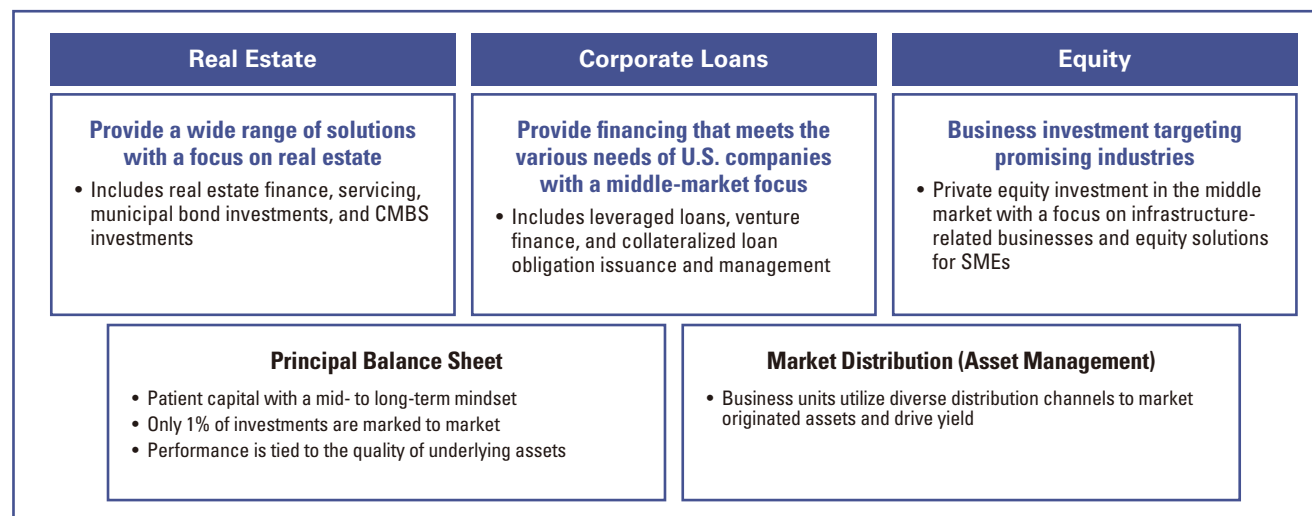 Real Estate
Provide a wide range of solutions
with a focus on real estate
• Includes real estate finance, servicing,
municipal bond investments, and CMBS
investments
Corporate Loans
Provide financing that meets the
various needs of U.S. companies
with a middle-market focus
• Includes leveraged loans, venture
finance, and collateralized loan
obligation issuance and management
Equity
Business investment targeting
promising industries
• Private equity investment in the middle
market with a focus on infrastructure-
related businesses and equity solutions
for SMEs
Principal Balance Sheet
• Patient capital with a mid- to long-term mindset
• Only 1% of investments are marked to market
• Performance is tied to the quality of underlying assets
Market Distribution (Asset Management)
• Business units utilize diverse distribution channels to market
originated assets and drive yield